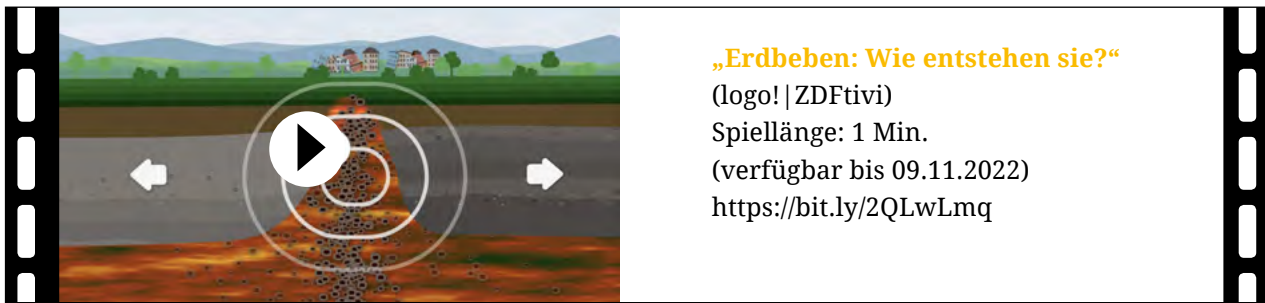 „Erdbeben: Wie entstehen sie?“
(logo!|ZDFtivi)
Spiellänge: 1 Min.
(verfügbar bis 09.11.2022)
https://bit.ly/2QLwLmq